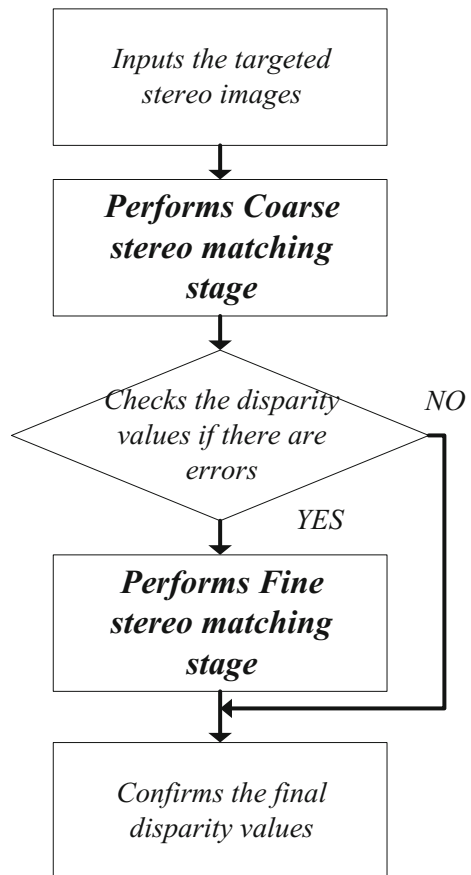 Inputs the targeted
stereo images
Performs Coarse
stereo matching
stage
Checks the disparity
values if there are
errors
NO
YES
Performs Fine
stereo matching
stage
Confirms the final
disparity values